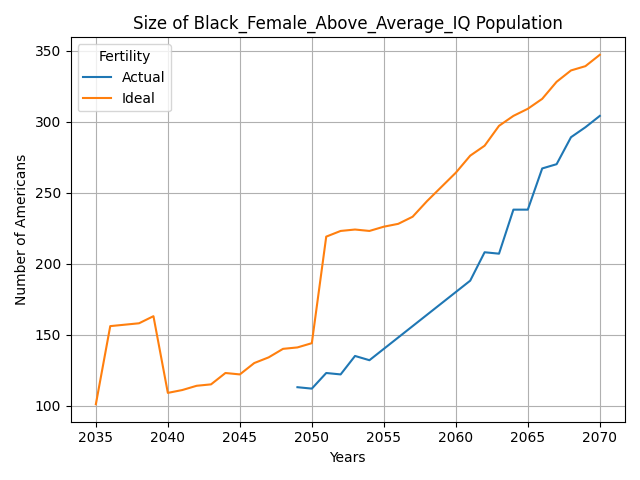 Size of Black_Female_Above_Average_IQ Population
Number of Americans
350
300
250
200
150
100
Fertility
Actual
Ideal
2035 2040 2045 2050 2055 2060 2065 2070
Years